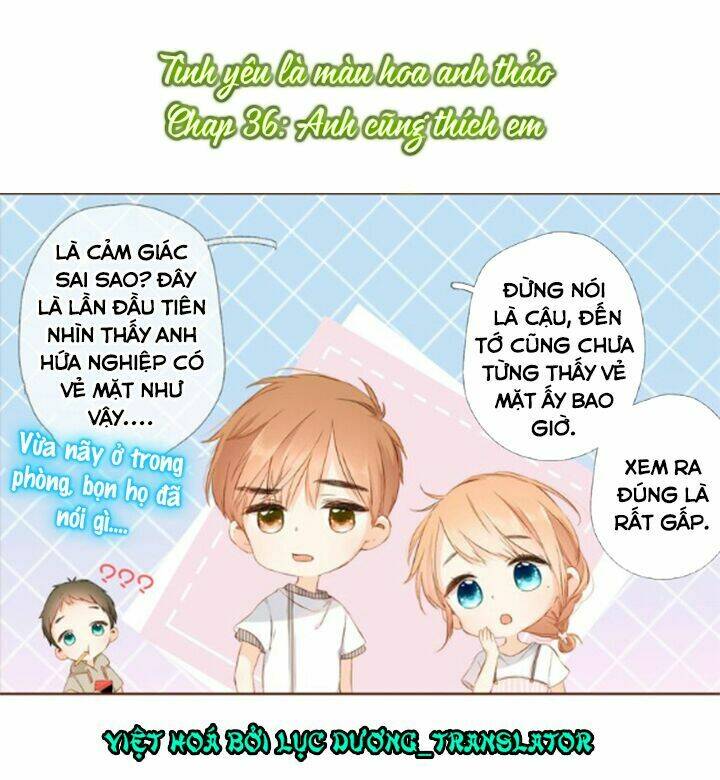 Tình yêu là màu hoa anh thảo
Chap 36: Anh cũng thích em
LÀ CẢM GIÁC
SAI SAO? ĐÂY
LÀ LẦN ĐẦU TIÊN
NHÌN THẤY ANH
HỨA NGHIỆP CÓ
VẺ MẶT NHƯ
VẬY....
Vừa nãy ở trong
phòng, bọn họ đã
nói gì....
???
ĐỪNG NÓI
LÀ CẬU, ĐẾN
TỚ CŨNG CHƯA
TỪNG THẤY VẺ
MẶT ẤY BAO
GIỜ.
XEM RA
ĐÚNG LÀ
RẤT GẤP.
VIỆT HOÁ BỞI LỤC DƯƠNG_TRANSLATOR